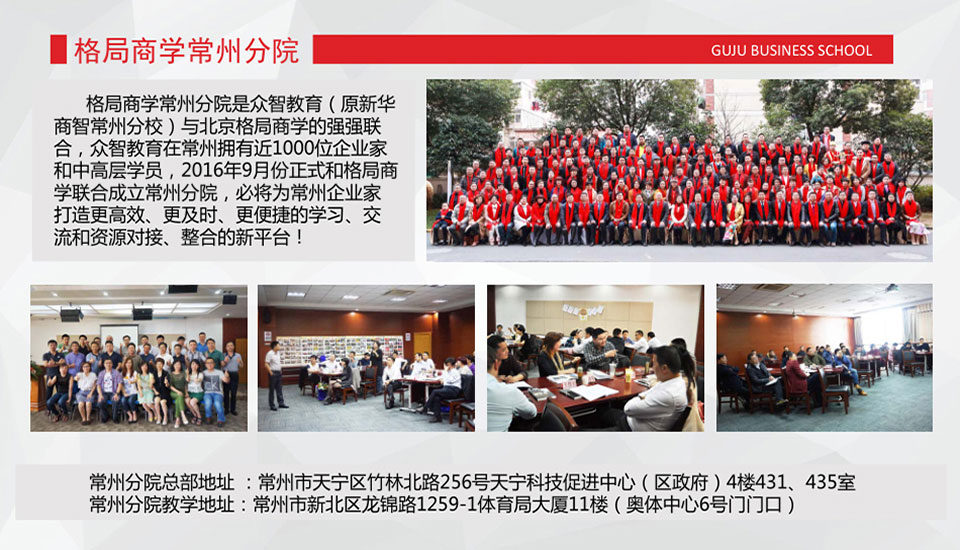 格局商学常州分院
GUJU BUSINESS SCHOOL
格局商学常州分院是众智教育（原新华
商智常州分校）与北京格局商学的强强联
合，众智教育在常州拥有近1000位企业家
和中高层学员，2016年9月份正式和格局商
学联合成立常州分院，必将为常州企业家
打造更高效、更及时、更便捷的学习、交
流和资源对接、整合的新平台！
常州分院总部地址 ：常州市天宁区竹林北路256号天宁科技促进中心（区政府）4楼431、435室
常州分院教学地址：常州市新北区龙锦路1259-1体育局大厦11楼（奥体中心6号门门口）